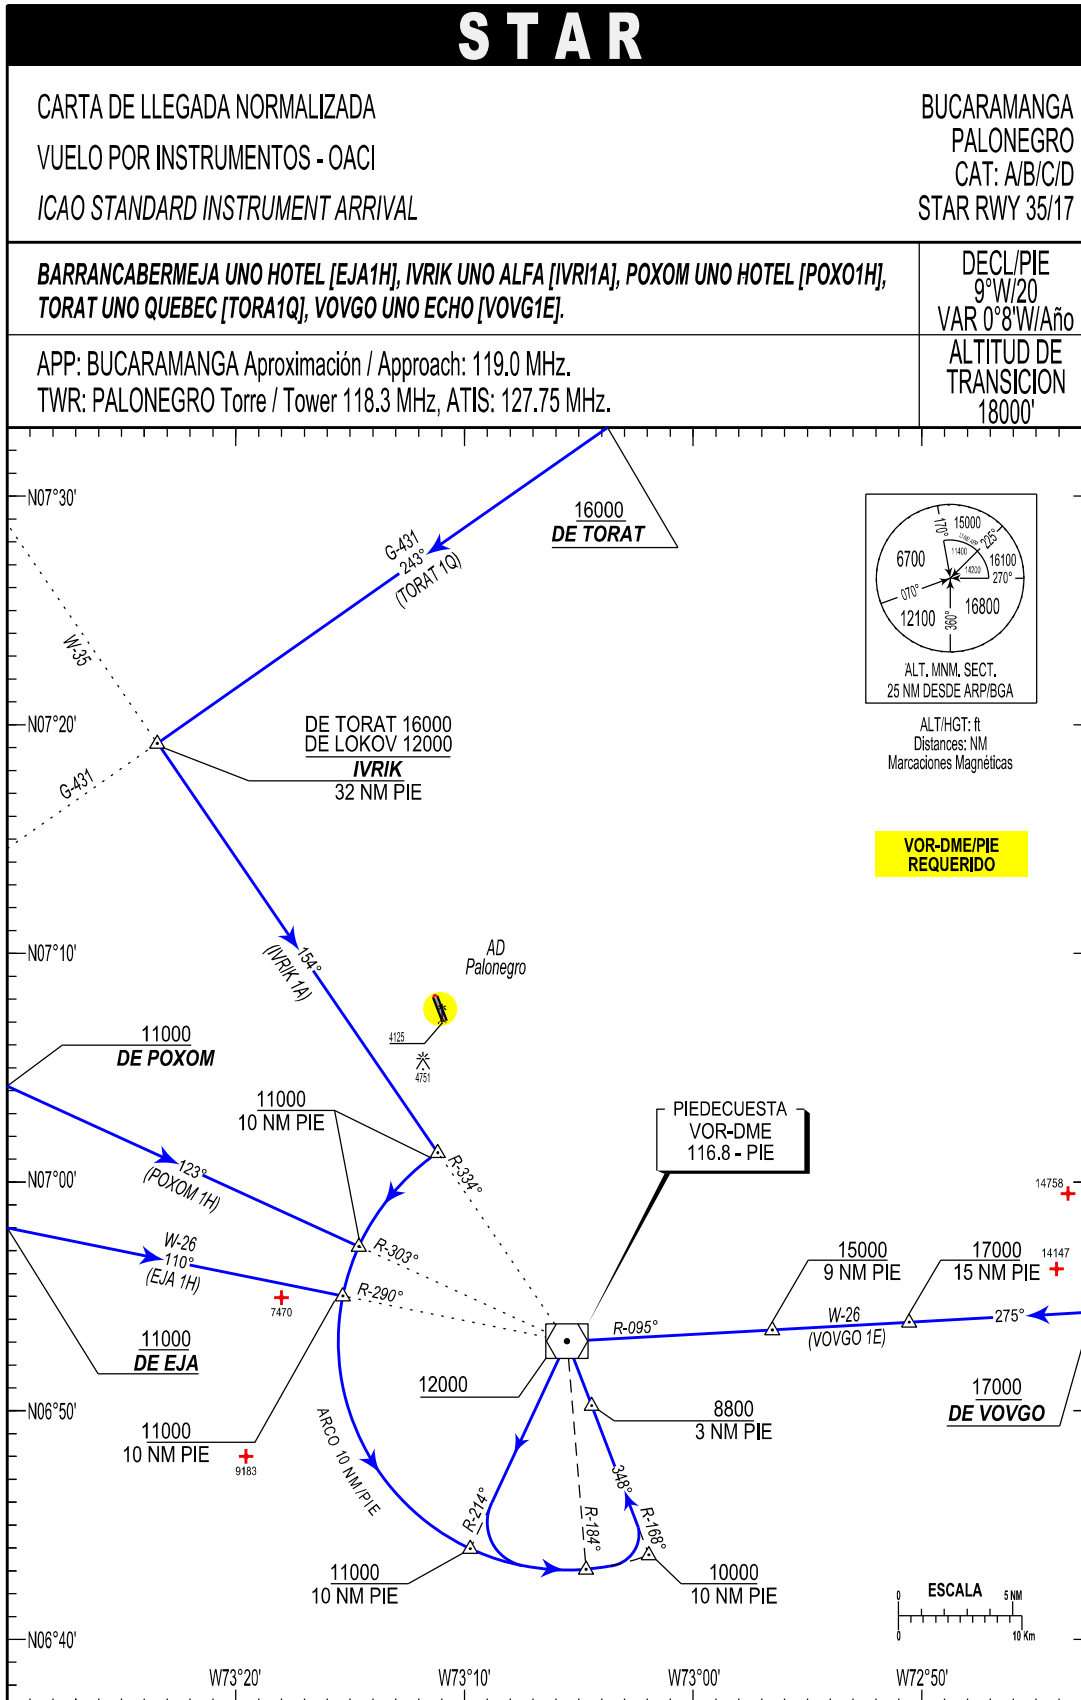 STAR
CARTA DE LLEGADA NORMALIZADA
VUELO POR INSTRUMENTOS - OACI
ICAO STANDARD INSTRUMENT ARRIVAL
BUCARAMANGA
PALONEGRO
CAT: A/B/C/D
STAR RWY 35/17
BARRANCABERMEJA UNO HOTEL [EJA1H], IVRIK UNO ALFA [IVRI1A], POXOM UNO HOTEL [POXO1H],
TORAT UNO QUEBEC [TORA1Q], VOVGO UNO ECHO [VOVG1E].
DECL/PIE
9°W/20
VAR 0°8'W/Año
APP: BUCARAMANGA Aproximación / Approach: 119.0 MHz.
TWR: PALONEGRO Torre / Tower 118.3 MHz, ATIS: 127.75 MHz.
ALTITUD DE
TRANSICION
18000'
N07°30'
16000
DE TORAT
G-431
243°
(TORAT 1Q)
170°
15000
225°
13 NM APP
11400
6700
16100
14200
270°
070°
12100
360°
16800
ALT. MNM. SECT.
25 NM DESDE ARP/BGA
W-35
N07°20'
DE TORAT 16000
DE LOKOV 12000
IVRIK
32 NM PIE
ALT/HGT: ft
Distances: NM
Marcaciones Magnéticas
G-431
VOR-DME/PIE
REQUERIDO
N07°10'
154°
(IVRIK 1A)
AD
Palonegro
4125
4751
11000
DE POXOM
11000
10 NM PIE
PIEDECUESTA
VOR-DME
116.8 - PIE
N07°00'
123°
(POXOM 1H)
R-334°
14758
W-26
110°
(EJA 1H)
R-303°
R-290°
7470
15000
9 NM PIE
17000
15 NM PIE
14147
R-095°
W-26
(VOVGO 1E)
275°
11000
DE EJA
12000
17000
DE VOVGO
N06°50'
8800
3 NM PIE
11000
10 NM PIE
9183
ARCO 10 NM/PIE
348°
R-214°
R-184°
R-168°
11000
10 NM PIE
10000
10 NM PIE
ESCALA
0
5 NM
0
10 Km
N06°40'
W73°20'
W73°10'
W73°00'
W72°50'